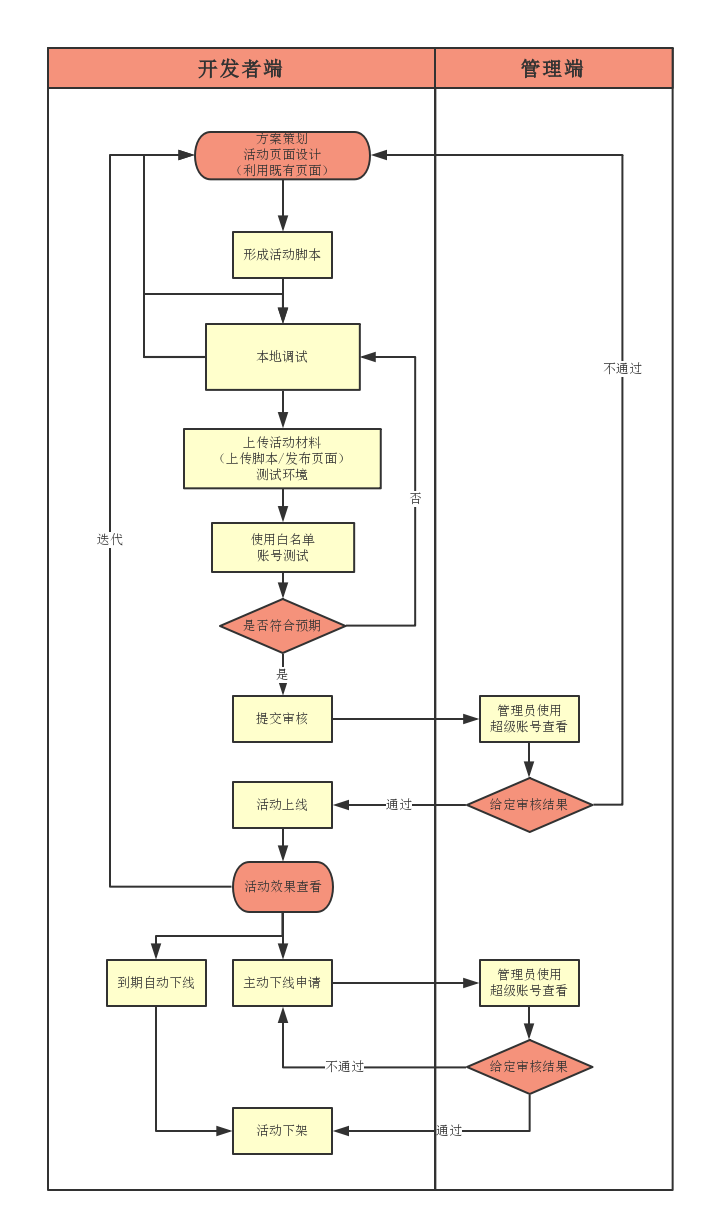 开发者端
管理端
方案策划
活动页面设计
（利用既有页面）
形成活动脚本
本地调试
不通过
上传活动材料
（上传脚本/发布页面）
测试环境
否
使用白名单
账号测试
迭代
是否符合预期
是
提交审核
管理员使用
超级账号查看
活动上线
通过
给定审核结果
活动效果查看
到期自动下线
主动下线申请
管理员使用
超级账号查看
不通过
给定审核结果
活动下架
通过